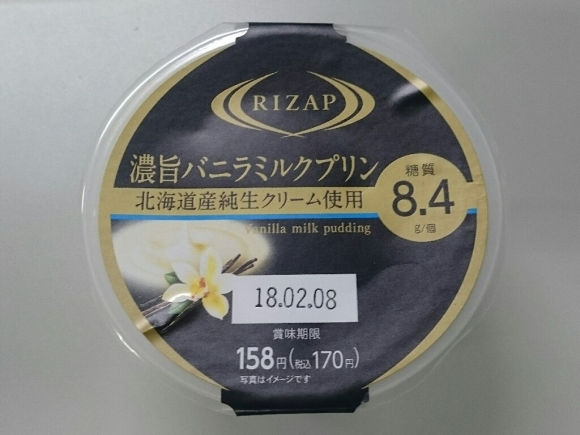 RIZAP
濃旨バニラミルクプリン
北海道産純生クリーム使用
糖質
8.4
g/個
Vanilla milk pudding
18.02.08
賞味期限
158円(税込170円)
写真はイメージです